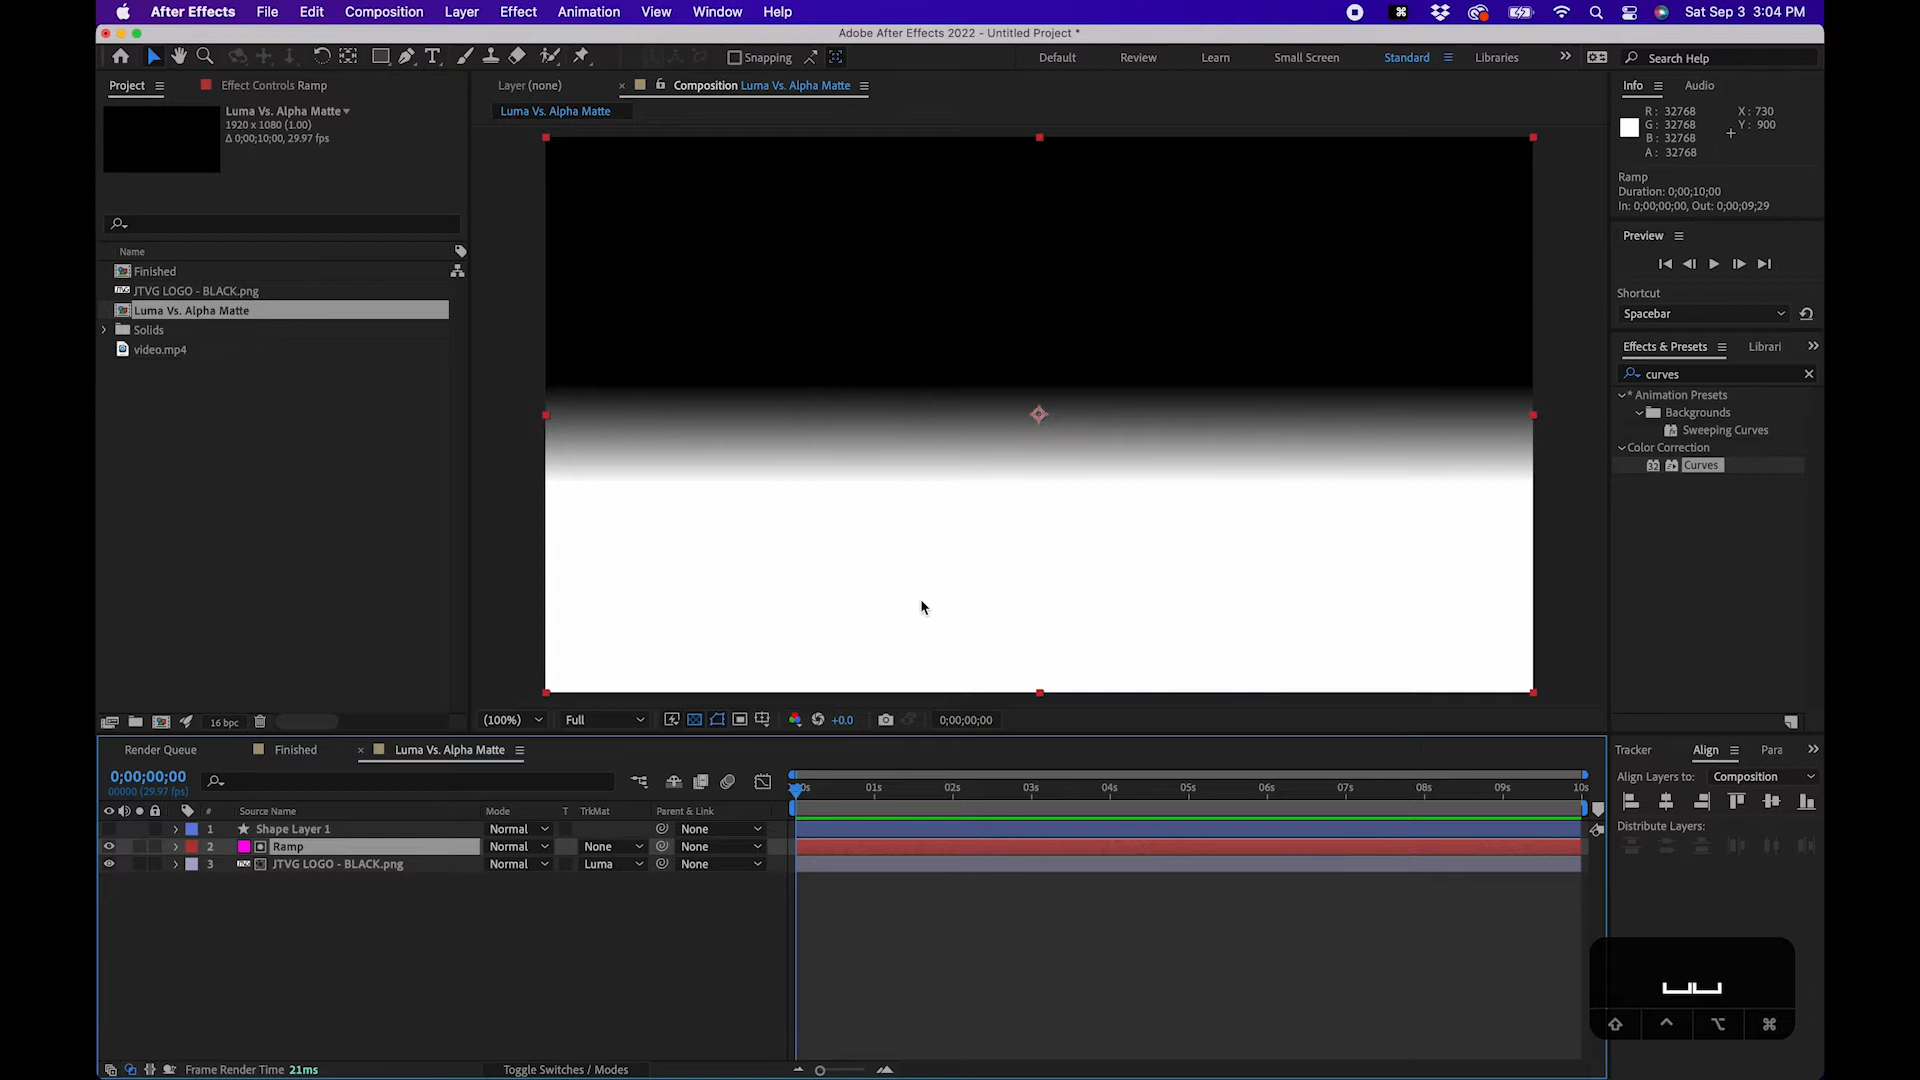 After Effects File Edit Composition Layer Effect Animation View Window Help Sat Sep 3 3:04 PM
Adobe After Effects 2022 - Untitled Project *
Snapping Default Review Learn Small Screen Standard Libraries Search Help
Project Effect Controls Ramp Layer (none) Composition Luma Vs. Alpha Matte Info Audio
Luma Vs. Alpha Matte
1920 x 1080 (1.00)
Δ 0;00;10;00, 29.97 fps
Luma Vs. Alpha Matte
R: 32768 X: 730
G: 32768 Y: 900
B: 32768
A: 32768
Ramp
Duration: 0;00;10;00
In: 0;00;00;00, Out: 0;00;09;29
Preview
Name
Finished
JTVG LOGO - BLACK.png
Luma Vs. Alpha Matte
Solids
video.mp4
Shortcut
Spacebar
Effects & Presets Librari
curves
* Animation Presets
Backgrounds
Sweeping Curves
Color Correction
32 Curves
16 bpc (100%) Full +0.0 0;00;00;00
Render Queue Finished Luma Vs. Alpha Matte Tracker Align Para
0;00;00;00
00000 (29.97 fps)
Align Layers to: Composition
01s 02s 03s 04s 05s 06s 07s 08s 09s 10s
# Source Name Mode T TrkMat Parent & Link
1 Shape Layer 1 Normal None
2 Ramp Normal None None
3 JTVG LOGO - BLACK.png Normal Luma None
Distribute Layers:
Frame Render Time 21ms Toggle Switches / Modes